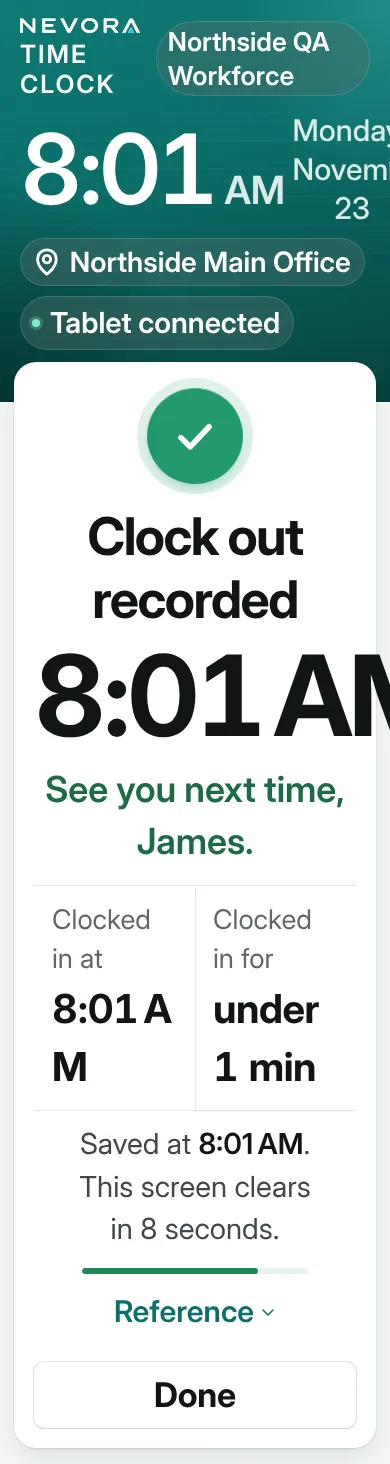 NEVORA
TIME
CLOCK
Northside QA
Workforce
8:01 AM
Monday
Novem
23
Northside Main Office
Tablet connected
Clock out
recorded
8:01 AM
See you next time,
James.
Clocked
in at
8:01 A
M
Clocked
in for
under
1 min
Saved at 8:01 AM.
This screen clears
in 8 seconds.
Reference
Done